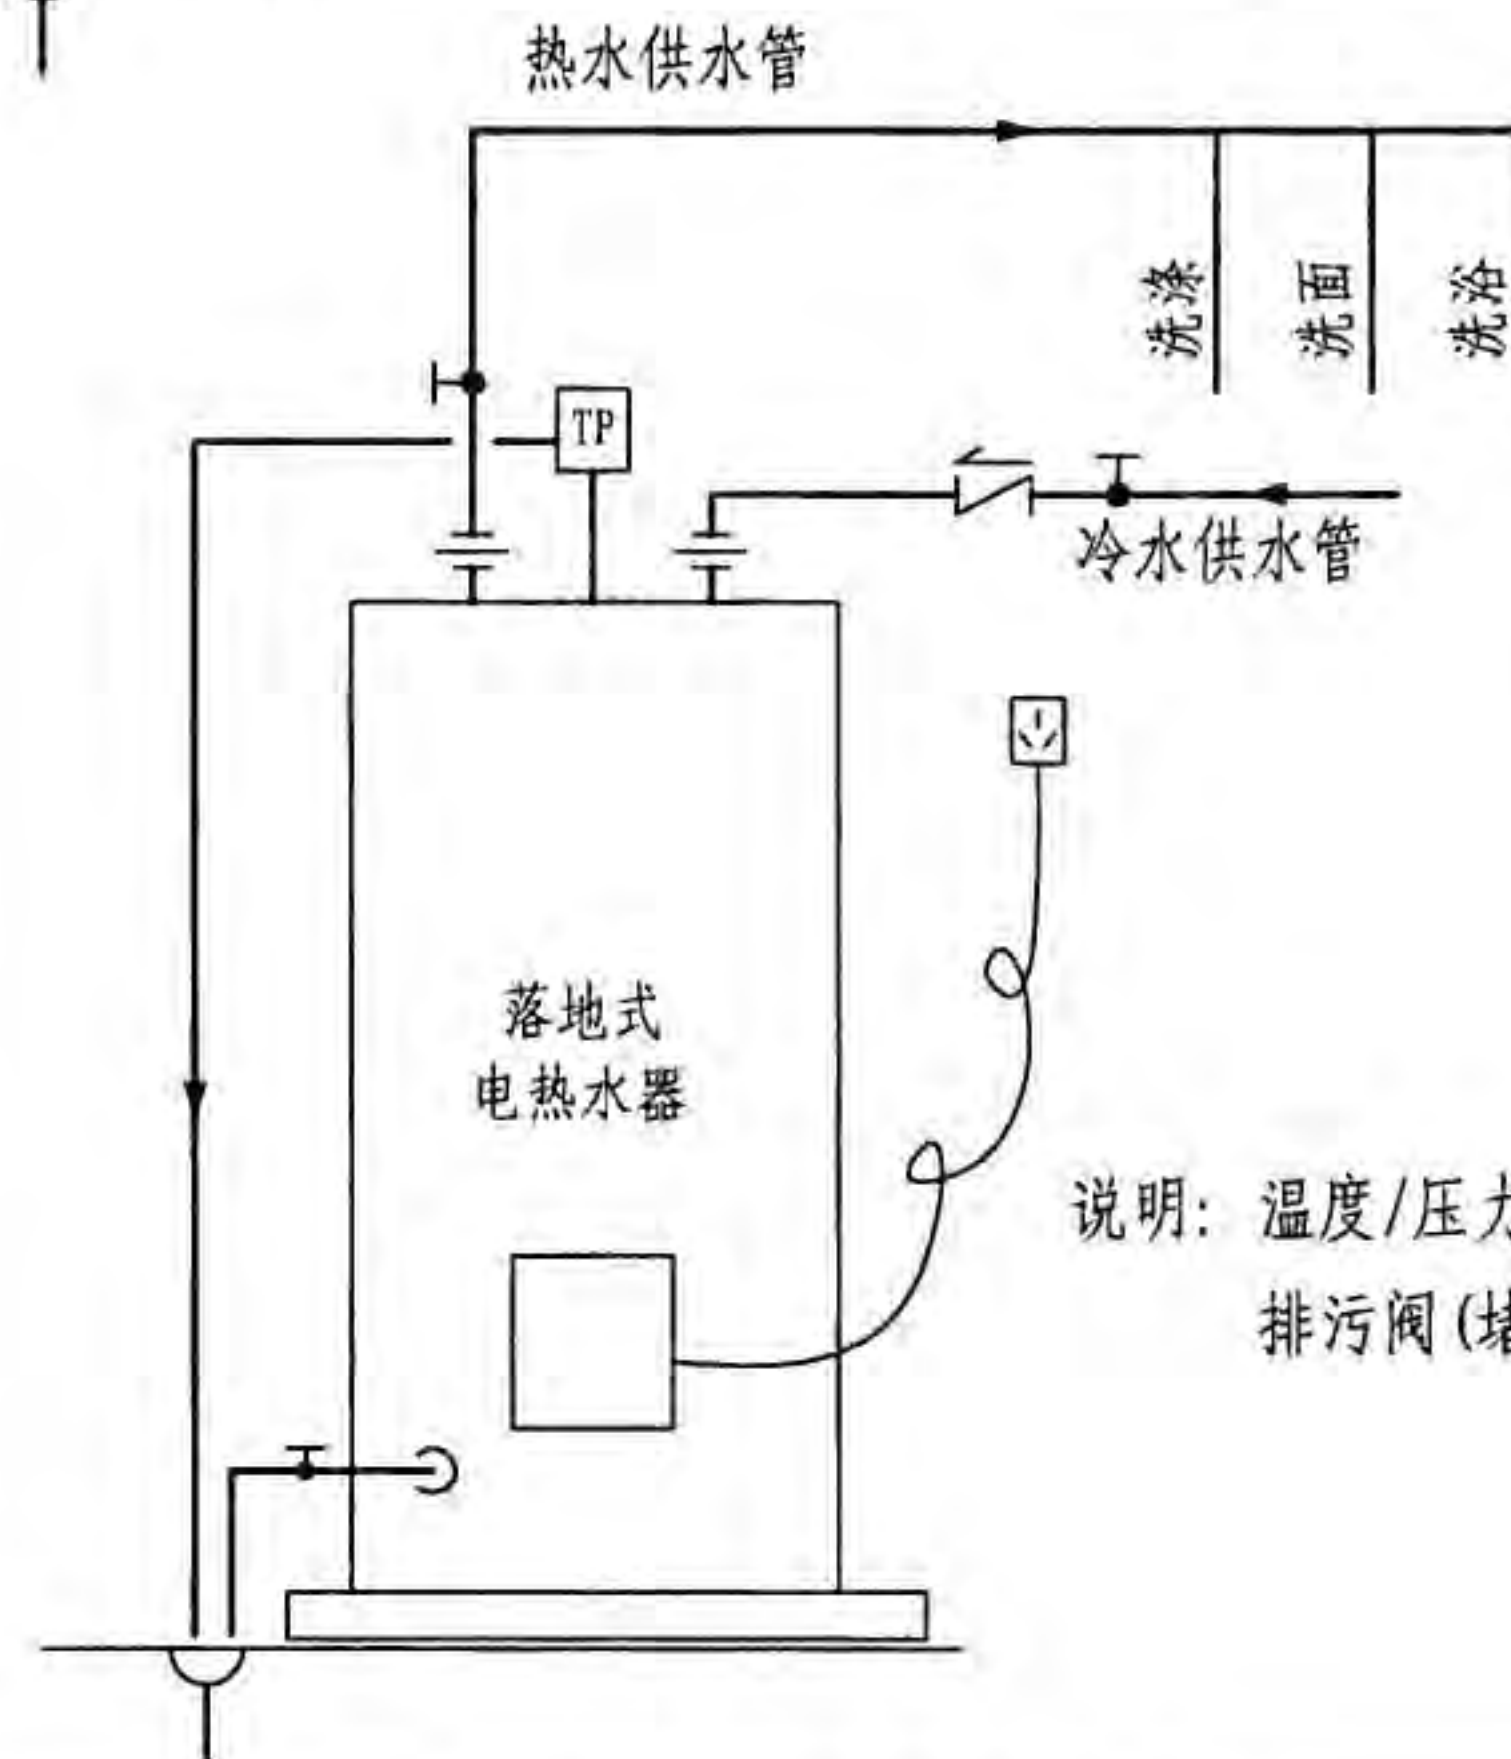 热水供水管
洗涤
洗面
洗浴
TP
冷水供水管
落地式
电热水器
说明: 温度/压力
排污阀(堵